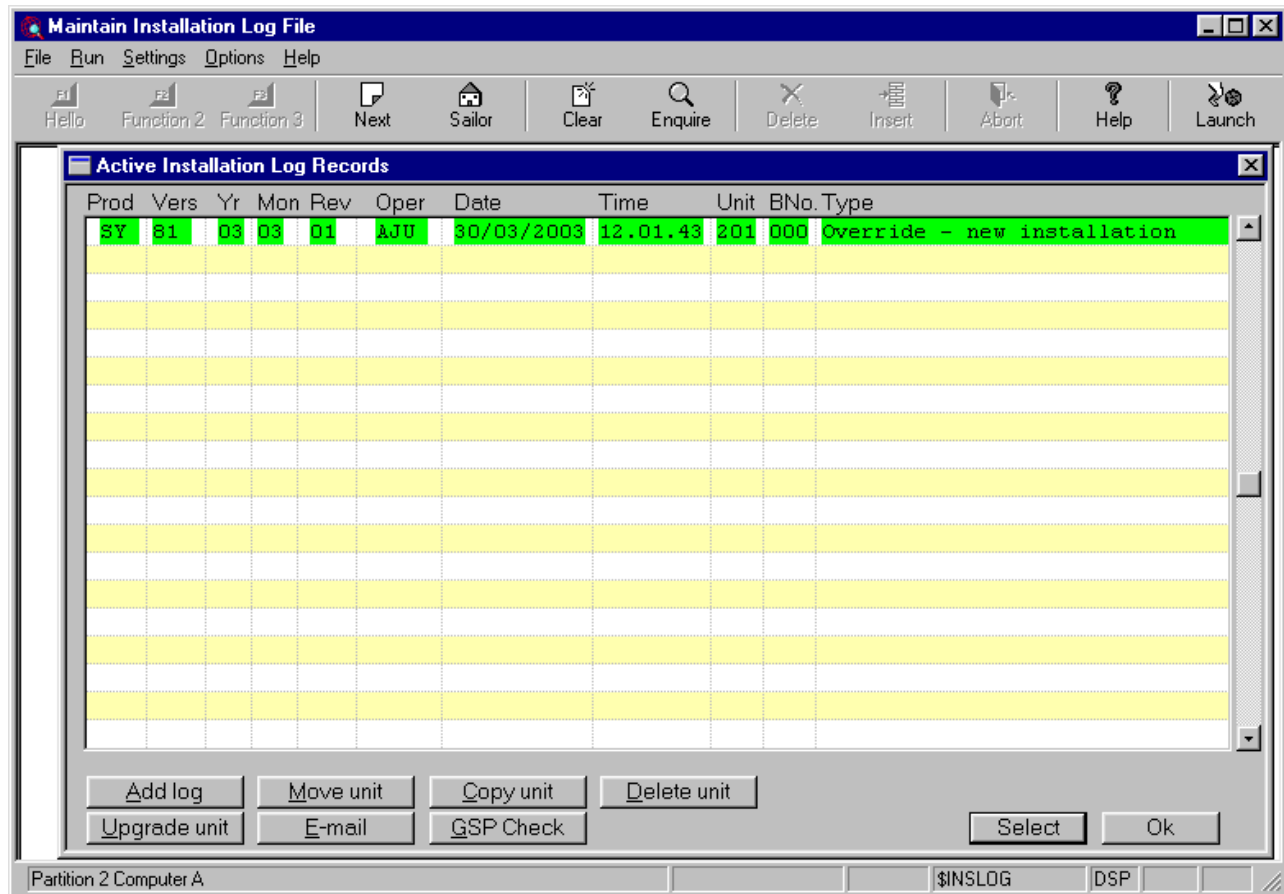 Maintain Installation Log File
File Run Settings Options Help
F1 F2 F3
Hello Function 2 Function 3 Next Sailor Clear Enquire Delete Insert Abort Help Launch
Active Installation Log Records
Prod Vers Yr Mon Rev Oper Date Time Unit BNo. Type
SY 81 03 03 01 AJU 30/03/2003 12.01.43 201 000 Override - new installation
Add log Move unit Copy unit Delete unit
Upgrade unit E-mail GSP Check Select Ok
Partition 2 Computer A $INSLOG DSP